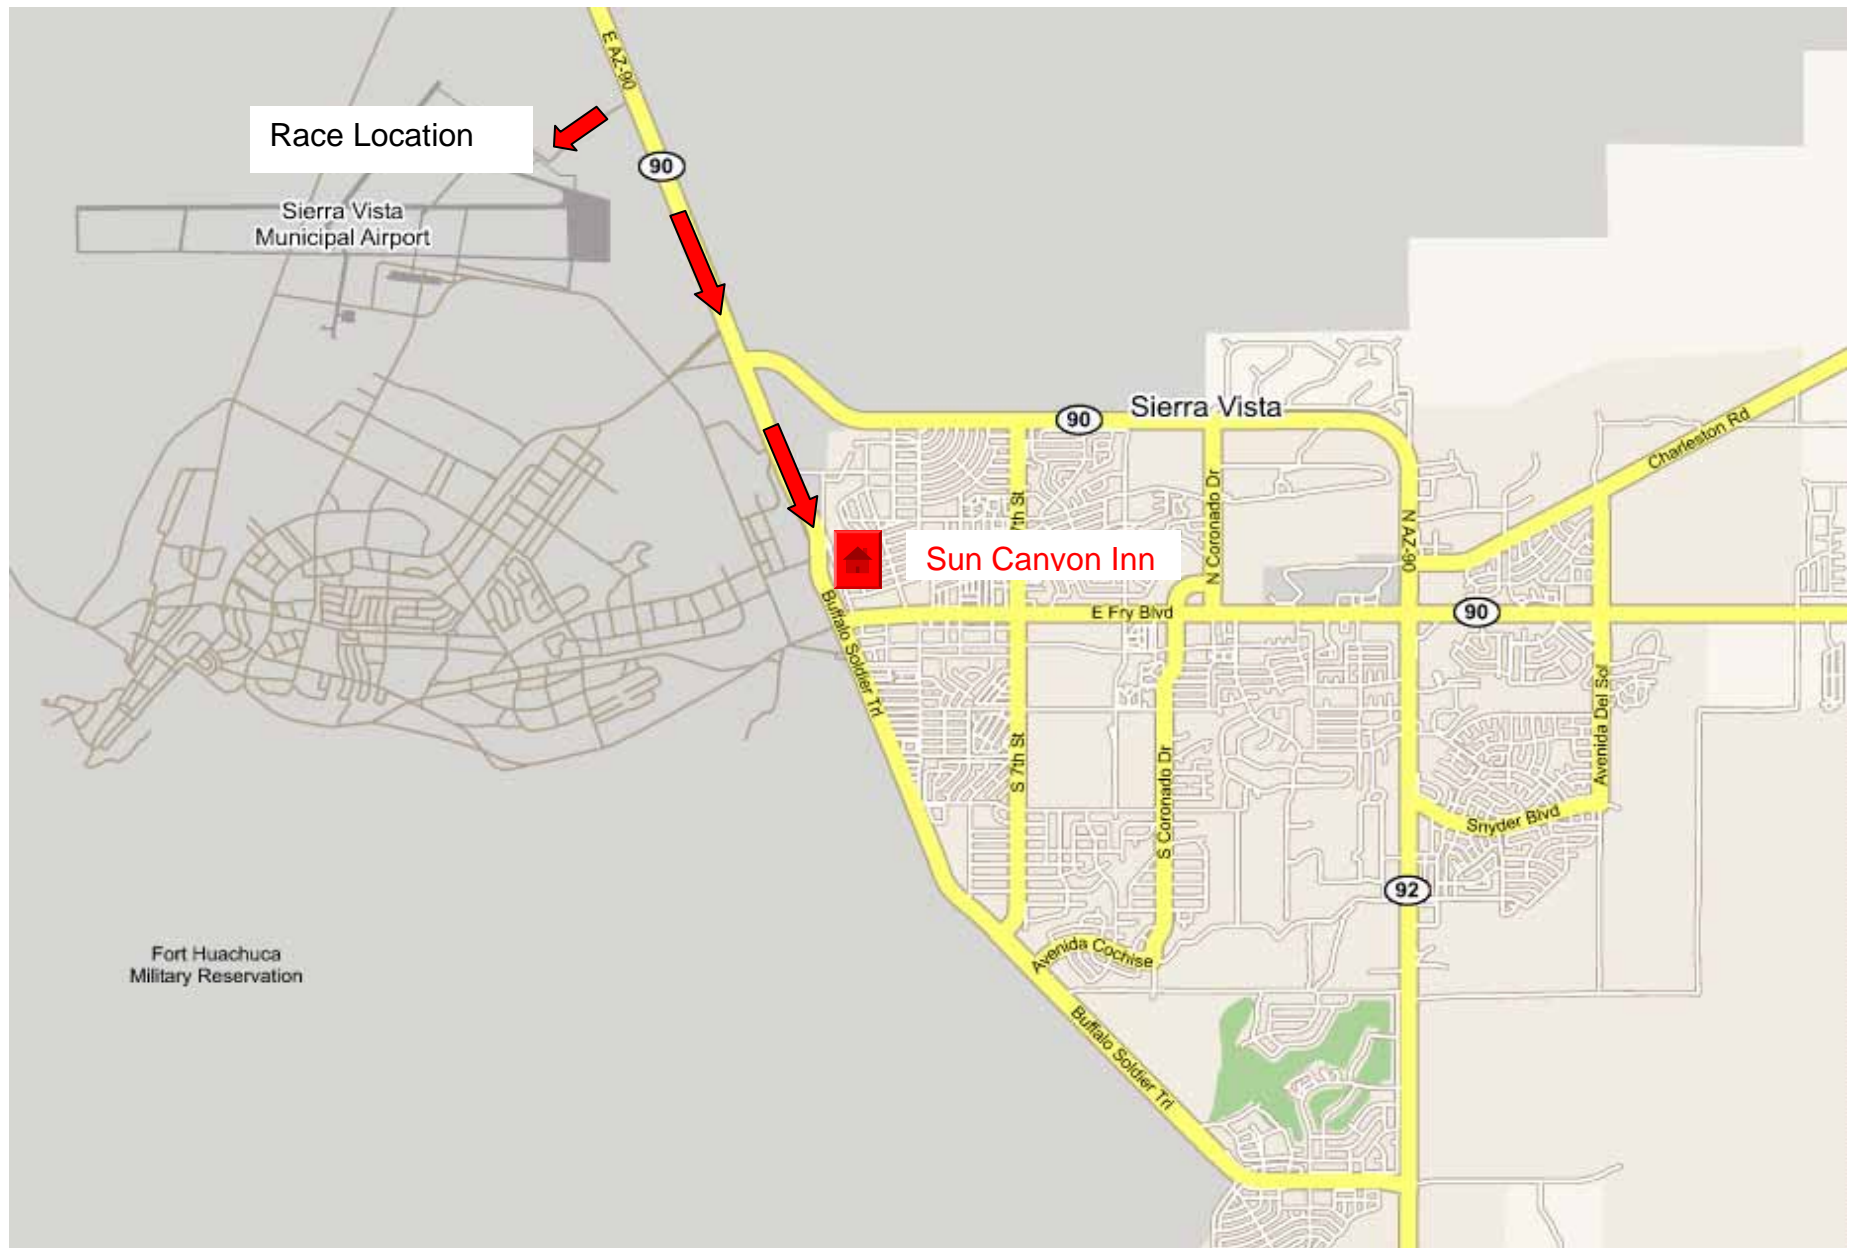 E AZ-90
Race Location
90
Sierra Vista
Municipal Airport
90
Sierra Vista
Charleston Rd
7th St
N Coronado Dr
N AZ-90
Sun Canyon Inn
Buffalo Soldier Trl
E Fry Blvd
90
Avenida Del Sol
S 7th St
S Coronado Dr
Snyder Blvd
92
Avenida Cochise
Fort Huachuca
Military Reservation
Buffalo Soldier Trl